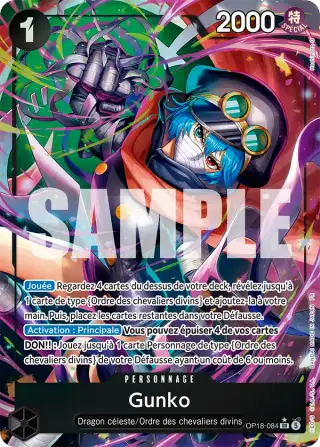 1
2000
特
SPECIAL
SAMPLE
Jouée Regardez 4 cartes du dessus de votre deck, révélez jusqu'à
1 carte de type {Ordre des chevaliers divins} et ajoutez-la à votre
main. Puis, placez les cartes restantes dans votre Défausse.
Activation : Principale Vous pouvez épuiser 4 de vos cartes
DON!! : Jouez jusqu'à 1 carte Personnage de type {Ordre des
chevaliers divins} de votre Défausse ayant un coût de 6 ou moins.
PERSONNAGE
Gunko
Dragon céleste/Ordre des chevaliers divins
OP18-084